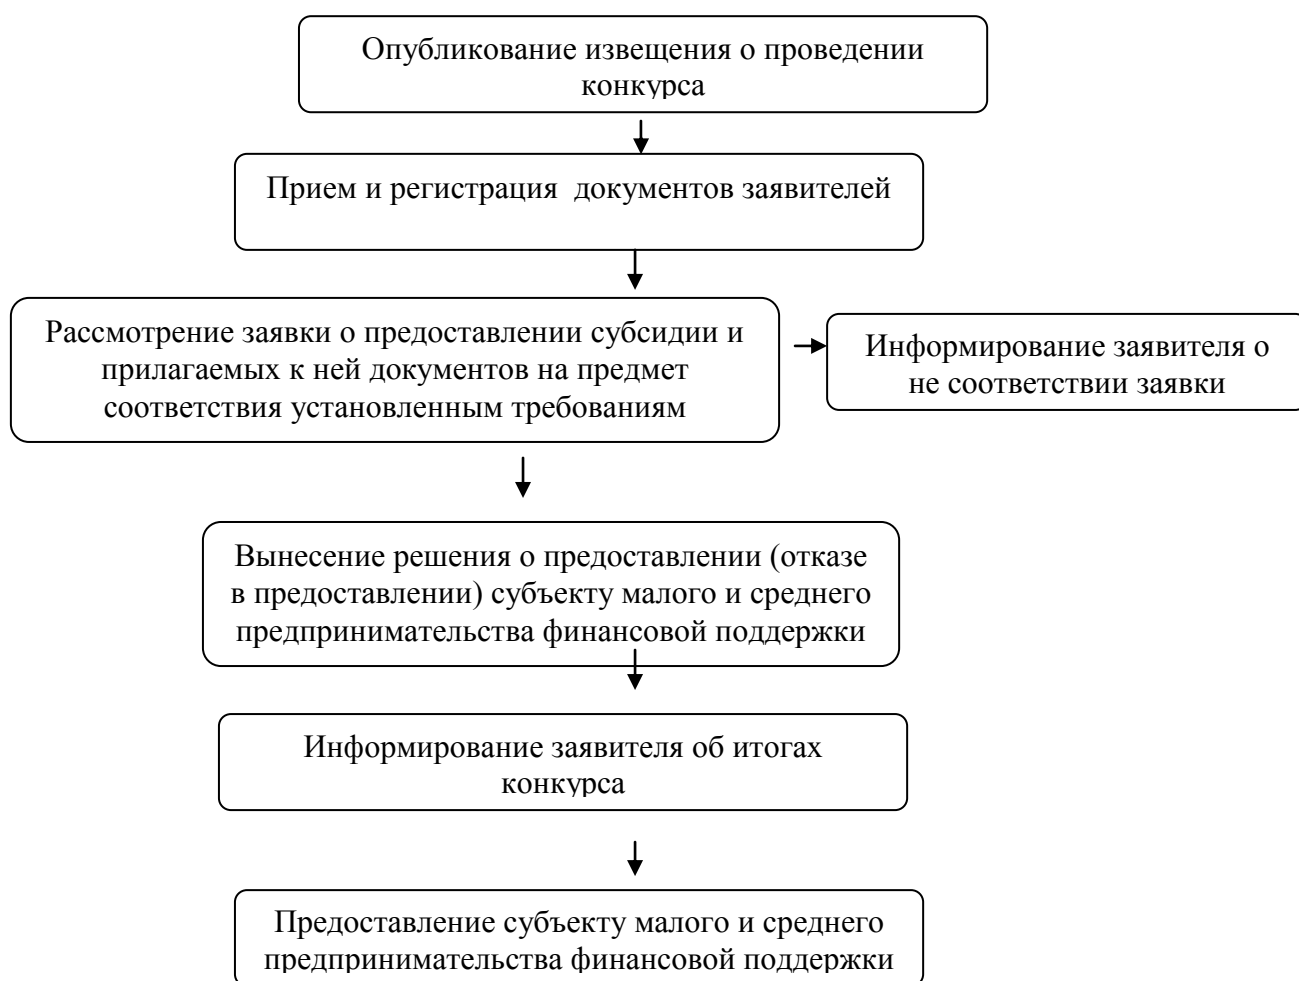 Опубликование извещения о проведении
конкурса
Прием и регистрация  документов заявителей
Рассмотрение заявки о предоставлении субсидии и
прилагаемых к ней документов на предмет
соответствия установленным требованиям
Информирование заявителя о
не соответствии заявки
Вынесение решения о предоставлении (отказе
в предоставлении) субъекту малого и среднего
предпринимательства финансовой поддержки
Информирование заявителя об итогах
конкурса
Предоставление субъекту малого и среднего
предпринимательства финансовой поддержки